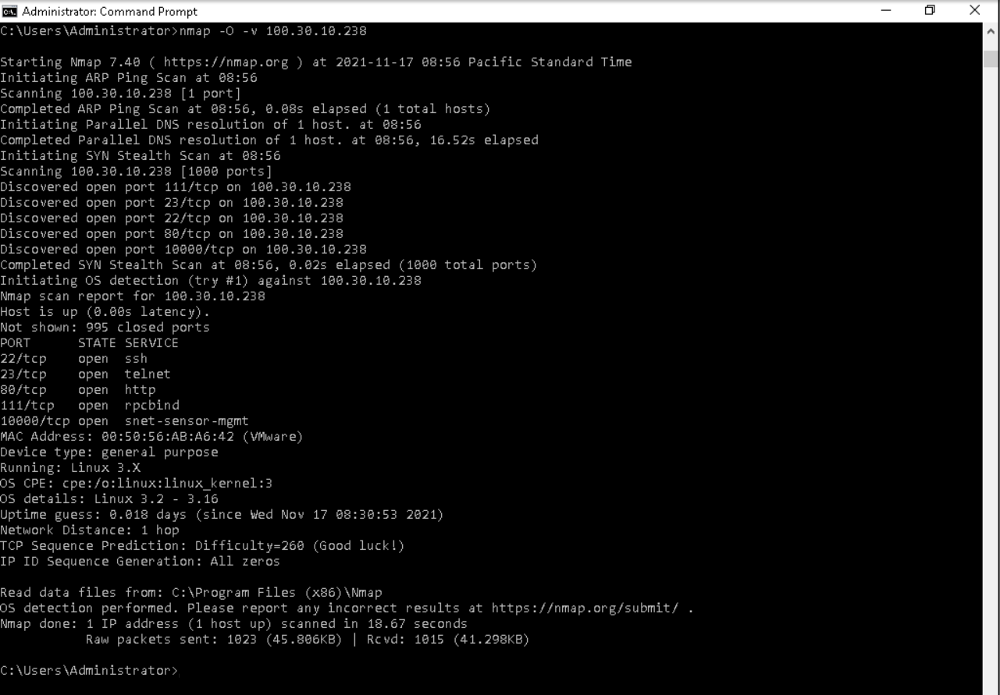 Administrator: Command Prompt
C:\Users\Administrator>nmap -O -v 100.30.10.238
Starting Nmap 7.40 ( https://nmap.org ) at 2021-11-17 08:56 Pacific Standard Time
Initiating ARP Ping Scan at 08:56
Scanning 100.30.10.238 [1 port]
Completed ARP Ping Scan at 08:56, 0.08s elapsed (1 total hosts)
Initiating Parallel DNS resolution of 1 host. at 08:56
Completed Parallel DNS resolution of 1 host. at 08:56, 16.52s elapsed
Initiating SYN Stealth Scan at 08:56
Scanning 100.30.10.238 [1000 ports]
Discovered open port 111/tcp on 100.30.10.238
Discovered open port 23/tcp on 100.30.10.238
Discovered open port 22/tcp on 100.30.10.238
Discovered open port 80/tcp on 100.30.10.238
Discovered open port 10000/tcp on 100.30.10.238
Completed SYN Stealth Scan at 08:56, 0.02s elapsed (1000 total ports)
Initiating OS detection (try #1) against 100.30.10.238
Nmap scan report for 100.30.10.238
Host is up (0.00s latency).
Not shown: 995 closed ports
PORT      STATE SERVICE
22/tcp    open  ssh
23/tcp    open  telnet
80/tcp    open  http
111/tcp   open  rpcbind
10000/tcp open  snet-sensor-mgmt
MAC Address: 00:50:56:AB:A6:42 (VMware)
Device type: general purpose
Running: Linux 3.X
OS CPE: cpe:/o:linux:linux_kernel:3
OS details: Linux 3.2 - 3.16
Uptime guess: 0.018 days (since Wed Nov 17 08:30:53 2021)
Network Distance: 1 hop
TCP Sequence Prediction: Difficulty=260 (Good luck!)
IP ID Sequence Generation: All zeros
Read data files from: C:\Program Files (x86)\Nmap
OS detection performed. Please report any incorrect results at https://nmap.org/submit/ .
Nmap done: 1 IP address (1 host up) scanned in 18.67 seconds
           Raw packets sent: 1023 (45.806KB) | Rcvd: 1015 (41.298KB)
C:\Users\Administrator>